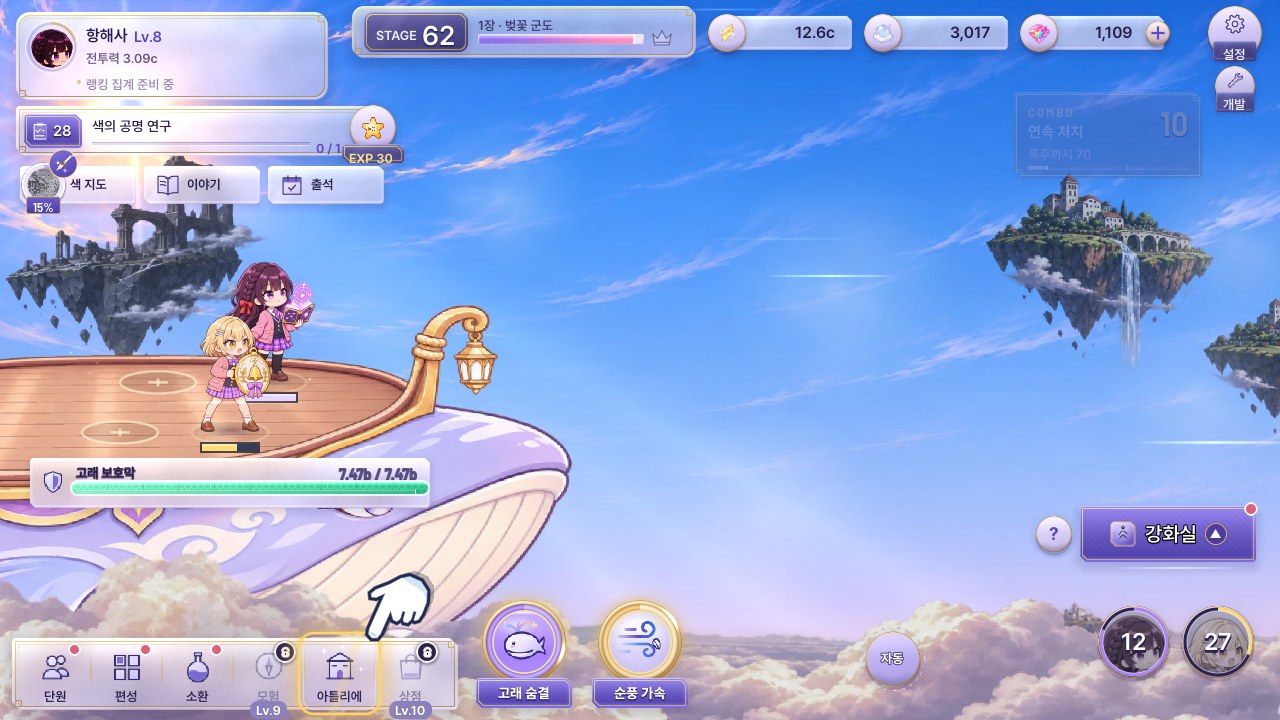 항해사 Lv.8
전투력 3.09c
랭킹 집계 준비 중
STAGE 62
1장 · 벚꽃 군도
12.6c
3,017
1,109
설정
개발
28
색의 공명 연구
0 / 1
EXP 30
색 지도
15%
이야기
출석
COMBO
연속 처치
10
폭주까지 70
고래 보호막
7.47b / 7.47b
?
강화실
단원
편성
소환
모험
Lv.9
아틀리에
상점
Lv.10
고래 숨결
순풍 가속
자동
12
27